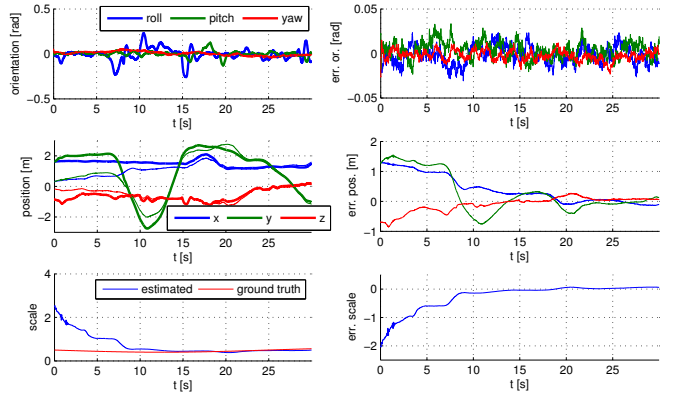 roll pitch yaw
orientation [rad]
0.5
0
−0.5
0 5 10 15 20 25
t [s]
err. or. [rad]
0.05
0
−0.05
0 5 10 15 20 25
t [s]
position [m]
2
0
−2
x y z
0 5 10 15 20 25
t [s]
err. pos. [m]
2
1
0
−1
0 5 10 15 20 25
t [s]
scale
4
2
0
estimated ground truth
0 5 10 15 20 25
t [s]
err. scale
0
−1
−2
0 5 10 15 20 25
t [s]